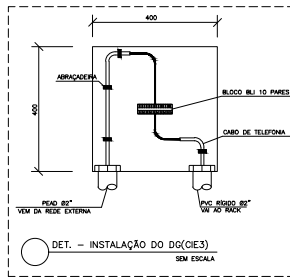 400
400
ABRAÇADEIRA
BLOCO BLI 10 PARES
CABO DE TELEFONIA
PEAD Ø2"
VEM DA REDE EXTERNA
PVC RÍGIDO Ø2"
VAI AO RACK
DET. - INSTALAÇÃO DO DG(CIE3)
SEM ESCALA